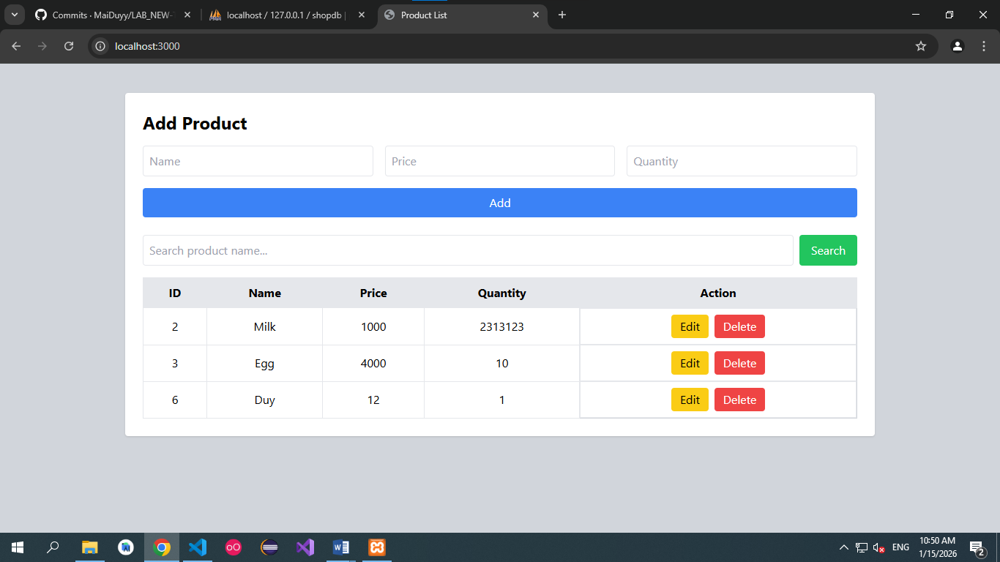 Commits · MaiDuyy/LAB_NEW-
localhost / 127.0.0.1 / shopdb |
Product List
localhost:3000
Add Product
Name Price Quantity
Add
Search product name... Search
ID Name Price Quantity Action
2 Milk 1000 2313123 Edit Delete
3 Egg 4000 10 Edit Delete
6 Duy 12 1 Edit Delete
ENG
10:50 AM
1/15/2026
2